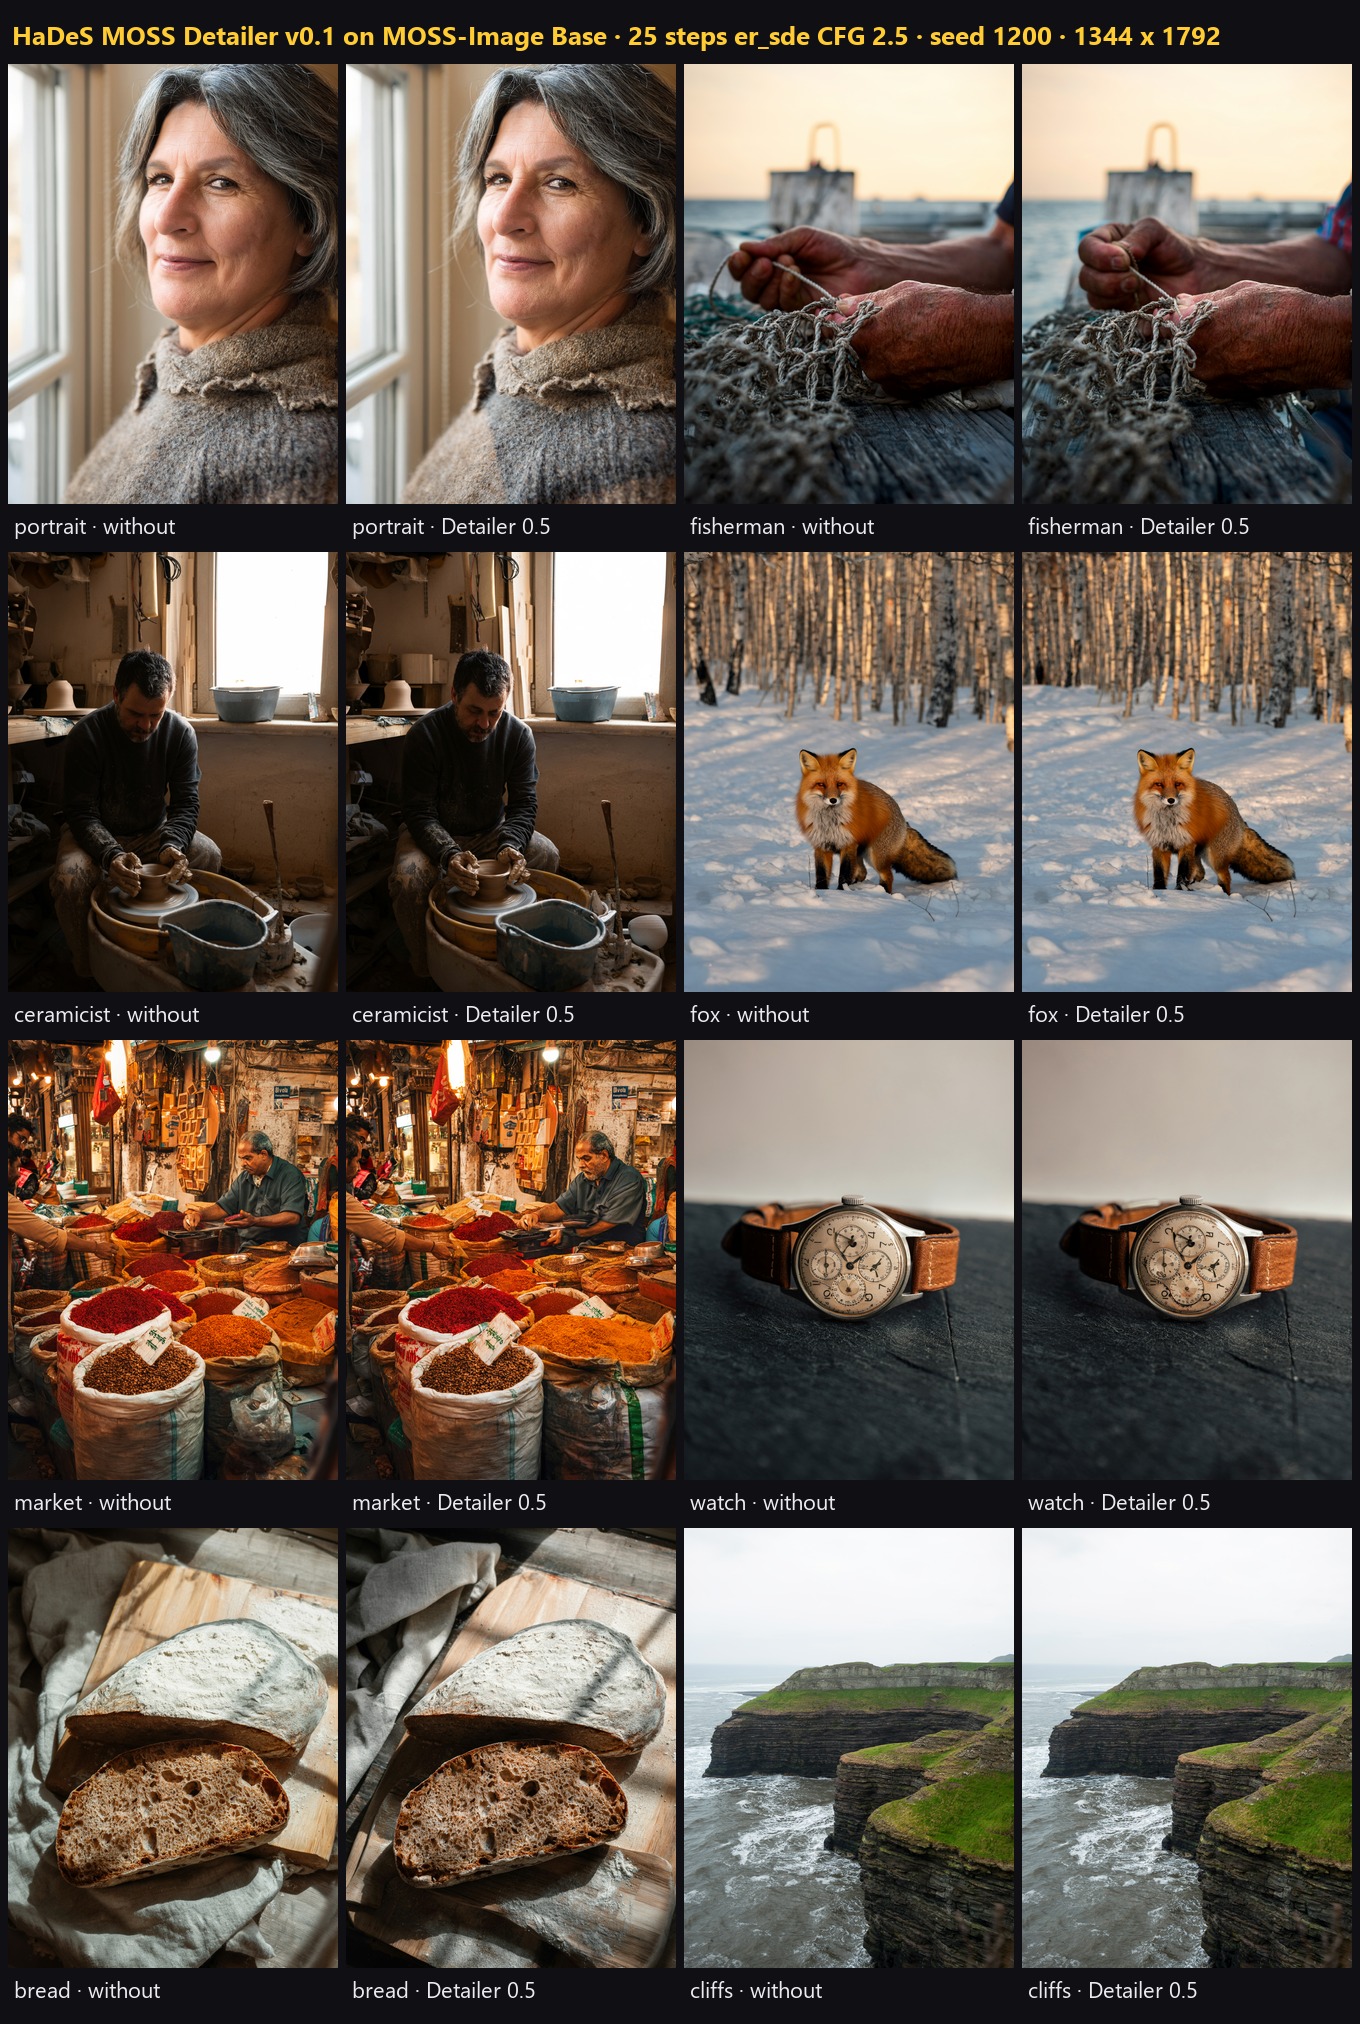 HaDeS MOSS Detailer v0.1 on MOSS-Image Base · 25 steps er_sde CFG 2.5 · seed 1200 · 1344 x 1792
portrait · without
portrait · Detailer 0.5
fisherman · without
fisherman · Detailer 0.5
ceramicist · without
ceramicist · Detailer 0.5
fox · without
fox · Detailer 0.5
market · without
market · Detailer 0.5
watch · without
watch · Detailer 0.5
bread · without
bread · Detailer 0.5
cliffs · without
cliffs · Detailer 0.5